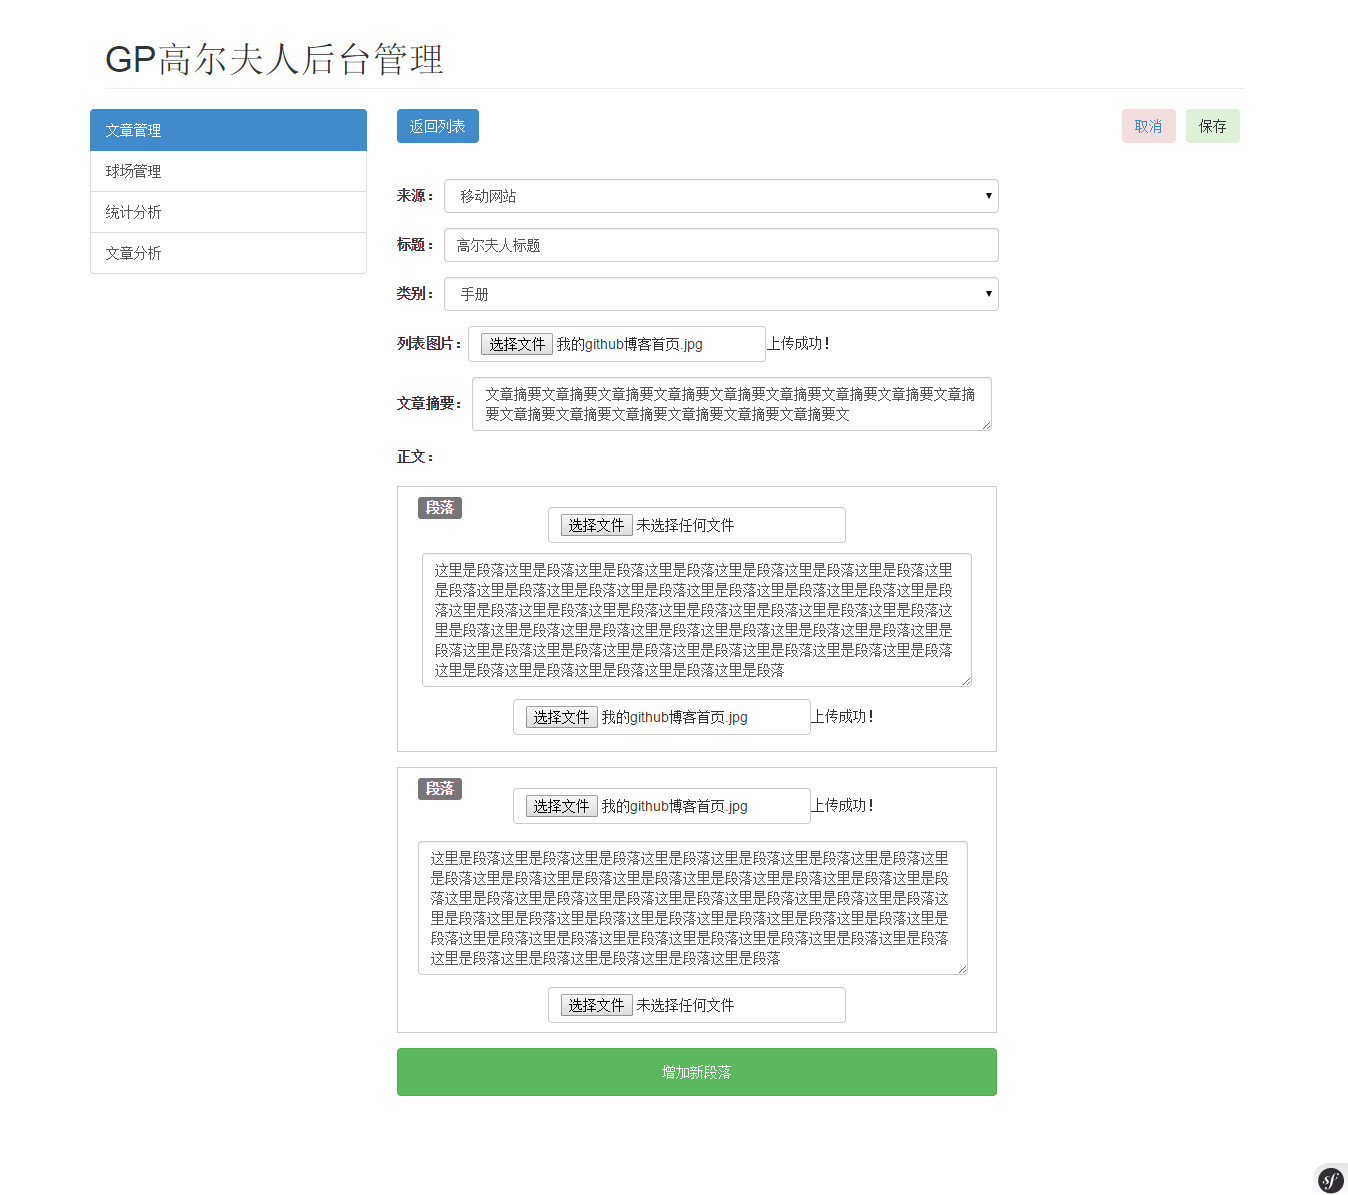 GP高尔夫人后台管理
文章管理
球场管理
统计分析
文章分析
返回列表
取消
保存
来源： 移动网站
标题： 高尔夫人标题
类别： 手册
列表图片： 选择文件 我的github博客首页.jpg 上传成功！
文章摘要： 文章摘要文章摘要文章摘要文章摘要文章摘要文章摘要文章摘要文章摘要文章摘
要文章摘要文章摘要文章摘要文章摘要文章摘要文章摘要文
正文：
段落
选择文件 未选择任何文件
这里是段落这里是段落这里是段落这里是段落这里是段落这里是段落这里是段落这里
是段落这里是段落这里是段落这里是段落这里是段落这里是段落这里是段落这里是段
落这里是段落这里是段落这里是段落这里是段落这里是段落这里是段落这里是段落这
里是段落这里是段落这里是段落这里是段落这里是段落这里是段落这里是段落这里是
段落这里是段落这里是段落这里是段落这里是段落这里是段落这里是段落这里是段落
这里是段落这里是段落这里是段落这里是段落这里是段落
选择文件 我的github博客首页.jpg 上传成功！
段落
选择文件 我的github博客首页.jpg 上传成功！
这里是段落这里是段落这里是段落这里是段落这里是段落这里是段落这里是段落这里
是段落这里是段落这里是段落这里是段落这里是段落这里是段落这里是段落这里是段
落这里是段落这里是段落这里是段落这里是段落这里是段落这里是段落这里是段落这
里是段落这里是段落这里是段落这里是段落这里是段落这里是段落这里是段落这里是
段落这里是段落这里是段落这里是段落这里是段落这里是段落这里是段落这里是段落
这里是段落这里是段落这里是段落这里是段落这里是段落
选择文件 未选择任何文件
增加新段落
sf